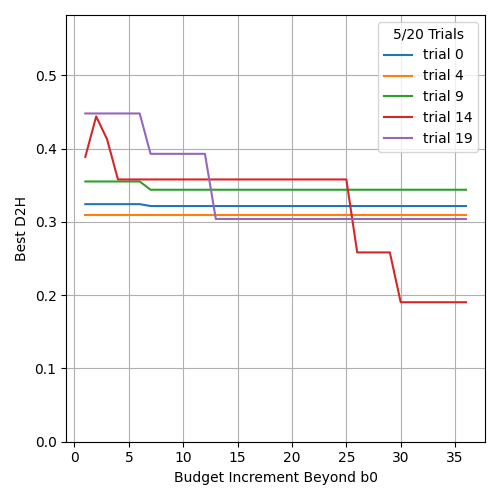 5/20 Trials
trial 0
trial 4
trial 9
trial 14
trial 19
0.5
0.4
0.3
0.2
0.1
0.0
Best D2H
0 5 10 15 20 25 30 35
Budget Increment Beyond b0